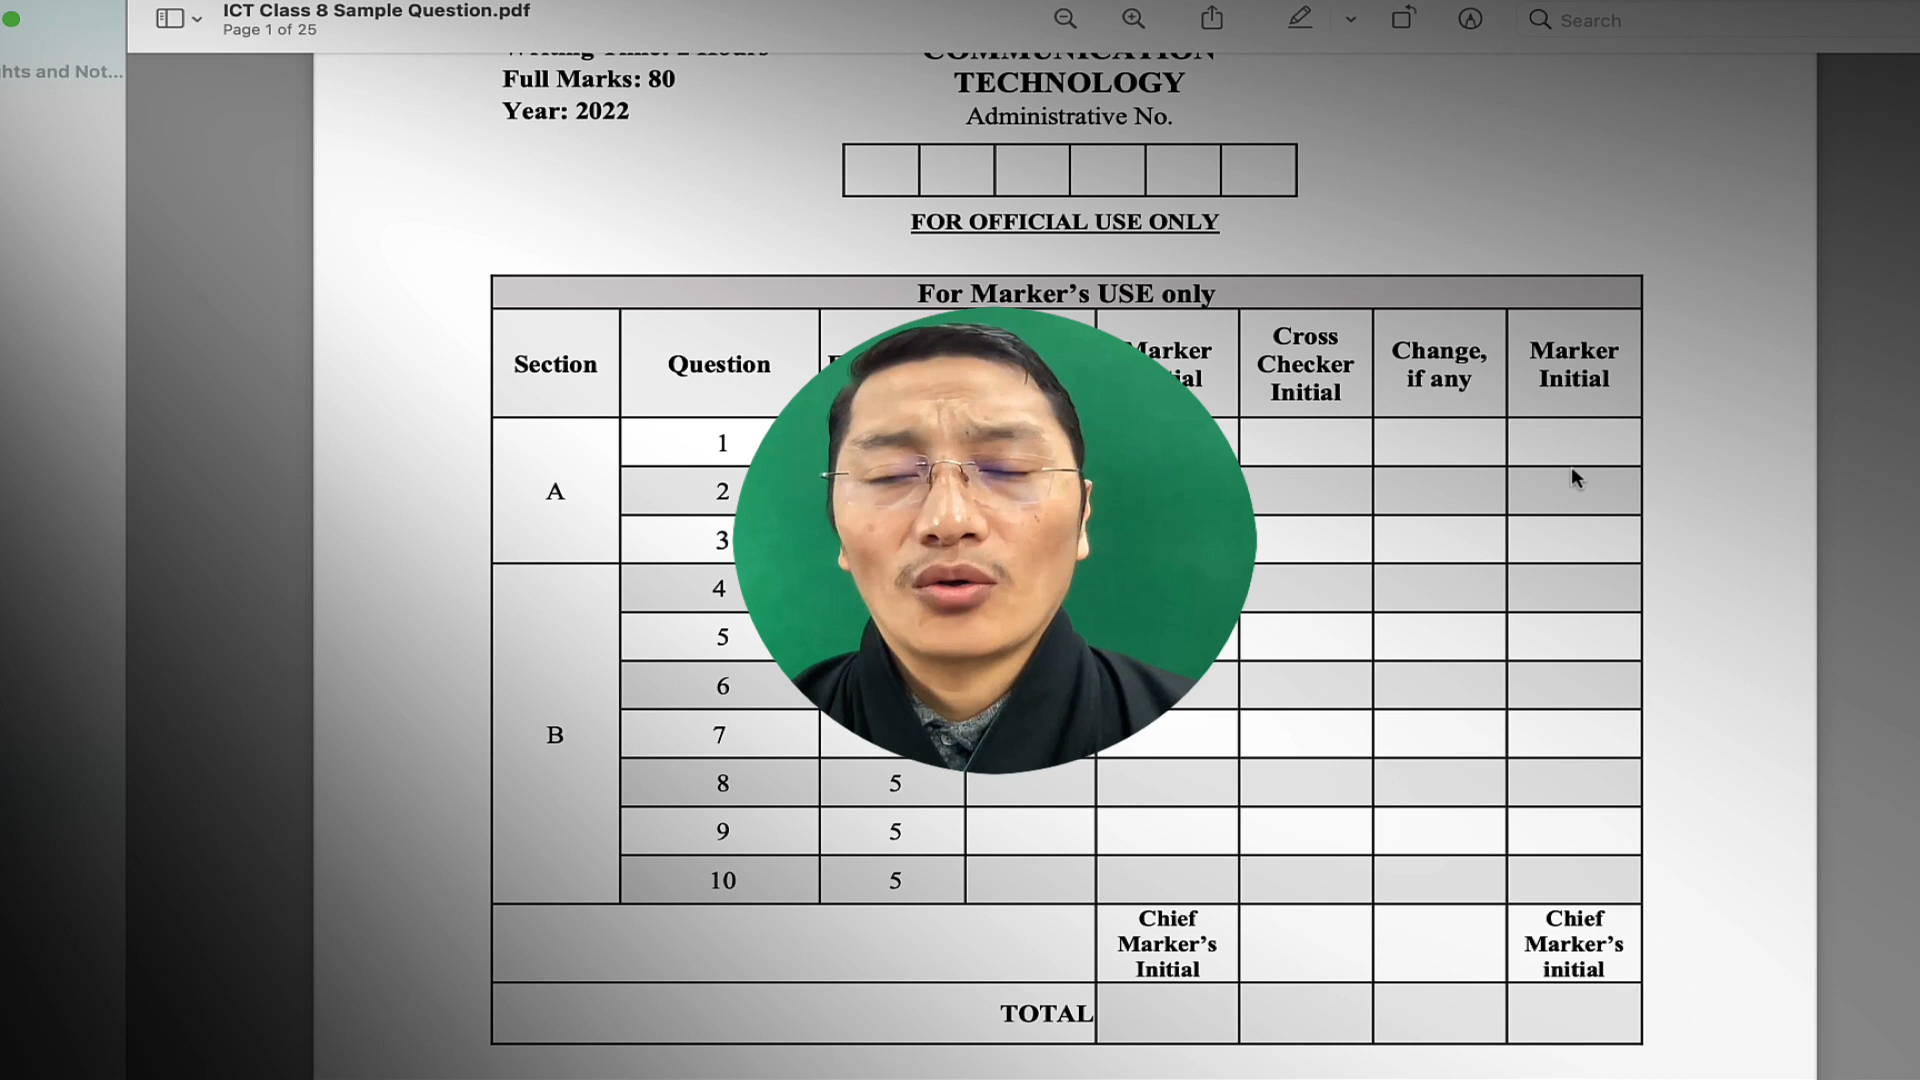 ICT Class 8 Sample Question.pdf
Page 1 of 25
Search
hts and Not...
Full Marks: 80
Year: 2022
COMMUNICATION
TECHNOLOGY
Administrative No.
FOR OFFICIAL USE ONLY
For Marker's USE only
Section
Question
Marker
Cross
Checker
Initial
Change,
if any
Marker
Initial
A
1
2
3
B
4
5
6
7
8 5
9 5
10 5
Chief
Marker's
Initial
Chief
Marker's
initial
TOTAL